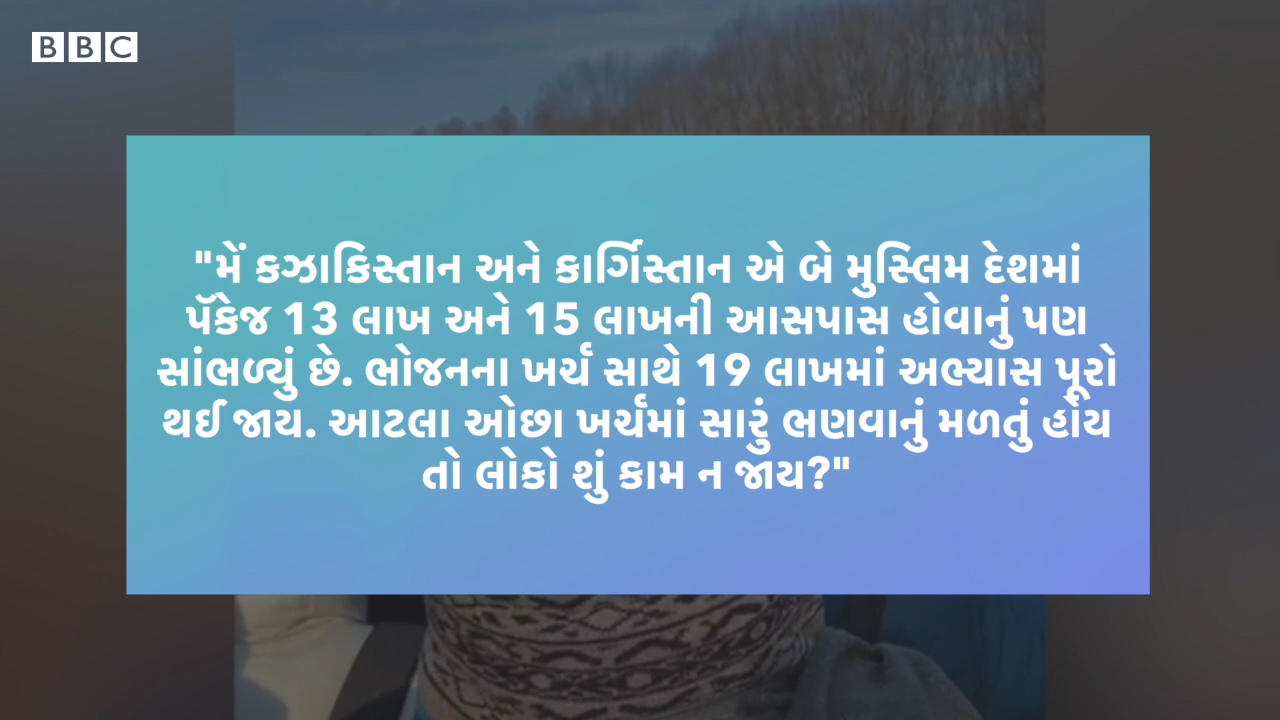 BBC
"મેં કઝાકિસ્તાન અને કાર્ગિસ્તાન એ બે મુસ્લિમ દેશમાં
પૅકેજ 13 લાખ અને 15 લાખની આસપાસ હોવાનું પણ
સાંભળ્યું છે. ભોજનના ખર્ચ સાથે 19 લાખમાં અભ્યાસ પૂરો
થઈ જાય. આટલા ઓછા ખર્ચમાં સારું ભણવાનું મળતું હોય
તો લોકો શું કામ ન જાય?"